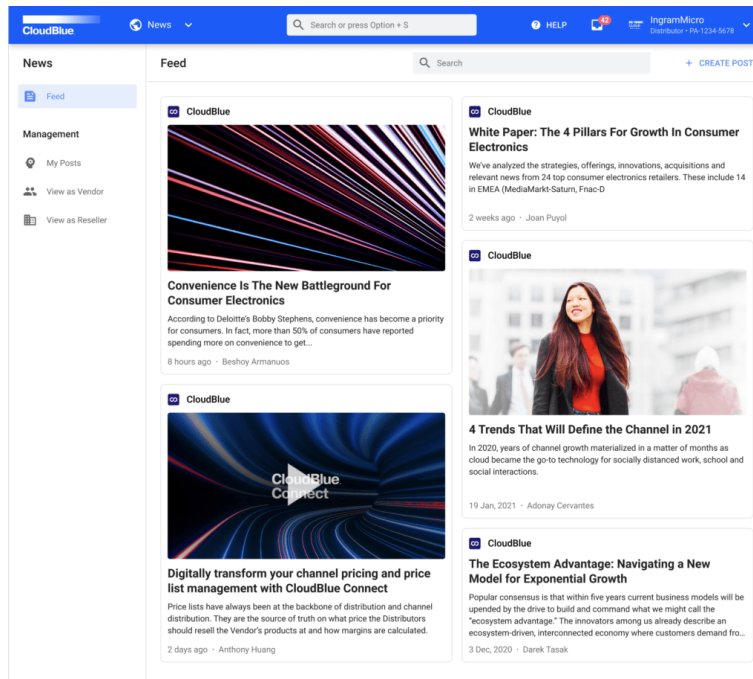 CloudBlue
News
Search or press Option + S
HELP
42
IngramMicro
Distributor • PA-1234-5678
News
Feed
Management
My Posts
View as Vendor
View as Reseller
Feed
Search
+ CREATE POST
CloudBlue
Convenience Is The New Battleground For
Consumer Electronics
According to Deloitte's Bobby Stephens, convenience has become a priority
for consumers. In fact, more than 50% of consumers have reported
spending more on convenience to get...
8 hours ago • Beshoy Armanuos
CloudBlue
CloudBlue
Connect
Digitally transform your channel pricing and price
list management with CloudBlue Connect
Price lists have always been at the backbone of distribution and channel
distribution. They are the source of truth on what price the Distributors
should resell the Vendor's products at and how margins are calculated.
2 days ago • Anthony Huang
CloudBlue
White Paper: The 4 Pillars For Growth In Consumer
Electronics
We've analyzed the strategies, offerings, innovations, acquisitions and
relevant news from 24 top consumer electronics retailers. These include 14
in EMEA (MediaMarkt-Saturn, Fnac-D
2 weeks ago • Joan Puyol
CloudBlue
4 Trends That Will Define the Channel in 2021
In 2020, years of channel growth materialized in a matter of months as
cloud became the go-to technology for socially distanced work, school and
social interactions.
19 Jan, 2021 • Adonay Cervantes
CloudBlue
The Ecosystem Advantage: Navigating a New
Model for Exponential Growth
Popular consensus is that within five years current business models will be
upended by the drive to build and command what we might call the
"ecosystem advantage." The innovators among us already describe an
ecosystem-driven, interconnected economy where customers demand fro...
3 Dec, 2020 • Darek Tasak